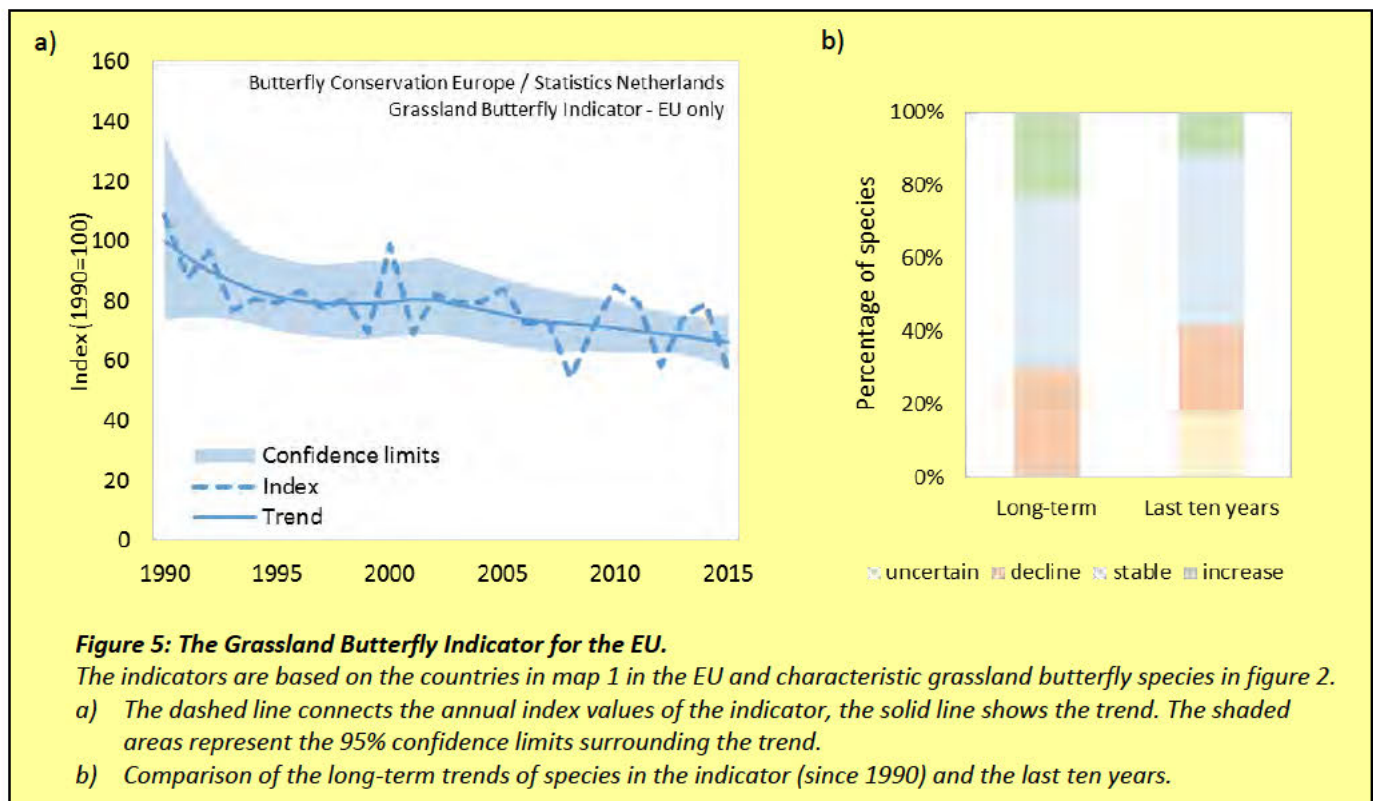 a)
160
140
120
100
80
60
40
20
0
Index (1990=100)
Butterfly Conservation Europe / Statistics Netherlands
Grassland Butterfly Indicator - EU only
Confidence limits
Index
Trend
1990 1995 2000 2005 2010 2015
b)
100%
80%
60%
40%
20%
0%
Percentage of species
Long-term Last ten years
uncertain decline stable increase
Figure 5: The Grassland Butterfly Indicator for the EU.
The indicators are based on the countries in map 1 in the EU and characteristic grassland butterfly species in figure 2.
a) The dashed line connects the annual index values of the indicator, the solid line shows the trend. The shaded
areas represent the 95% confidence limits surrounding the trend.
b) Comparison of the long-term trends of species in the indicator (since 1990) and the last ten years.